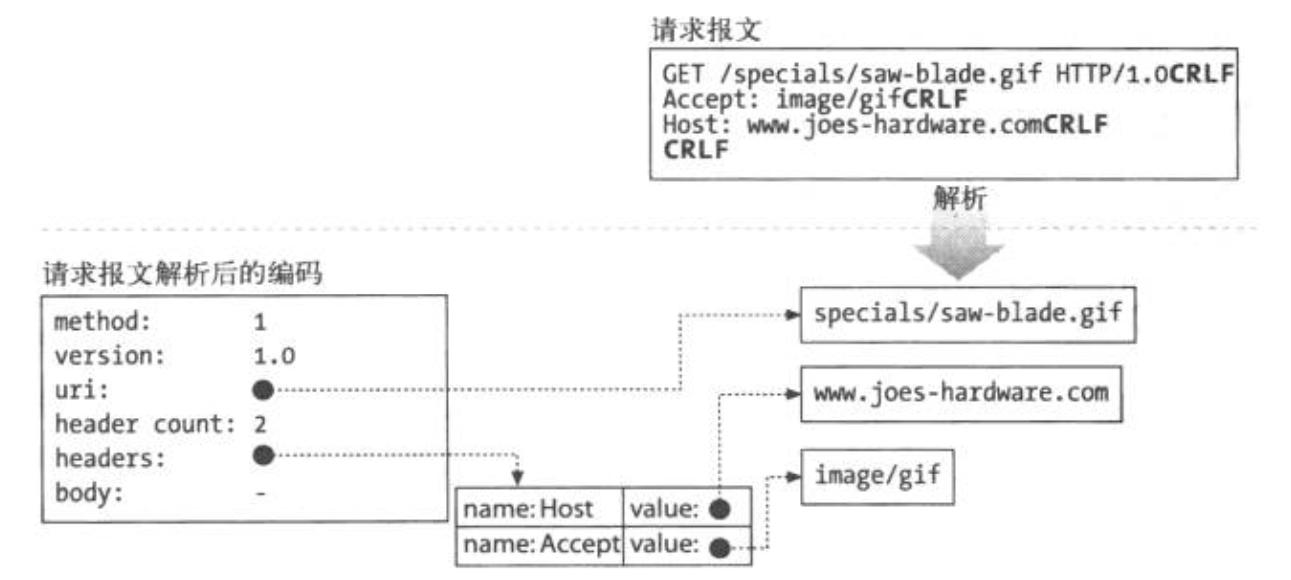 请求报文
GET /specials/saw-blade.gif HTTP/1.0CRLF
Accept: image/gifCRLF
Host: www.joes-hardware.comCRLF
CRLF
解析
请求报文解析后的编码
method: 1
version: 1.0
uri:
header count: 2
headers:
body: -
specials/saw-blade.gif
www.joes-hardware.com
image/gif
name: Host value:
name: Accept value: